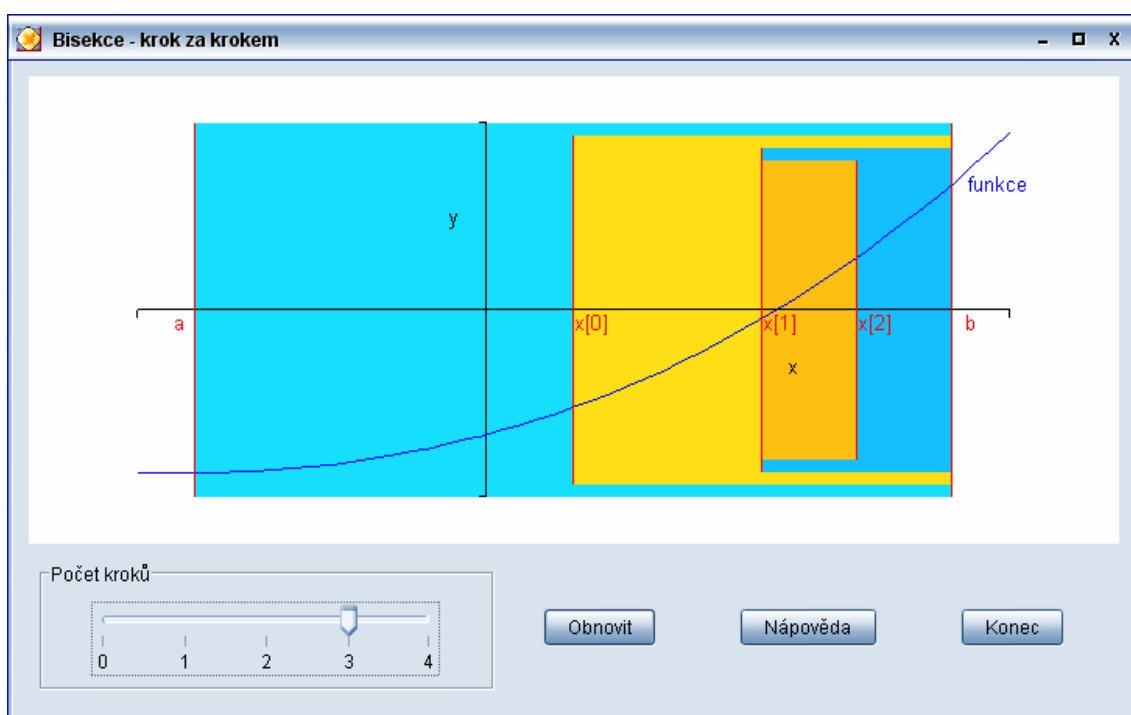 Bisekce - krok za krokem
funkce
y
a
x[0]
x[1]
x[2]
b
x
Počet kroků
0 1 2 3 4
Obnovit
Nápověda
Konec